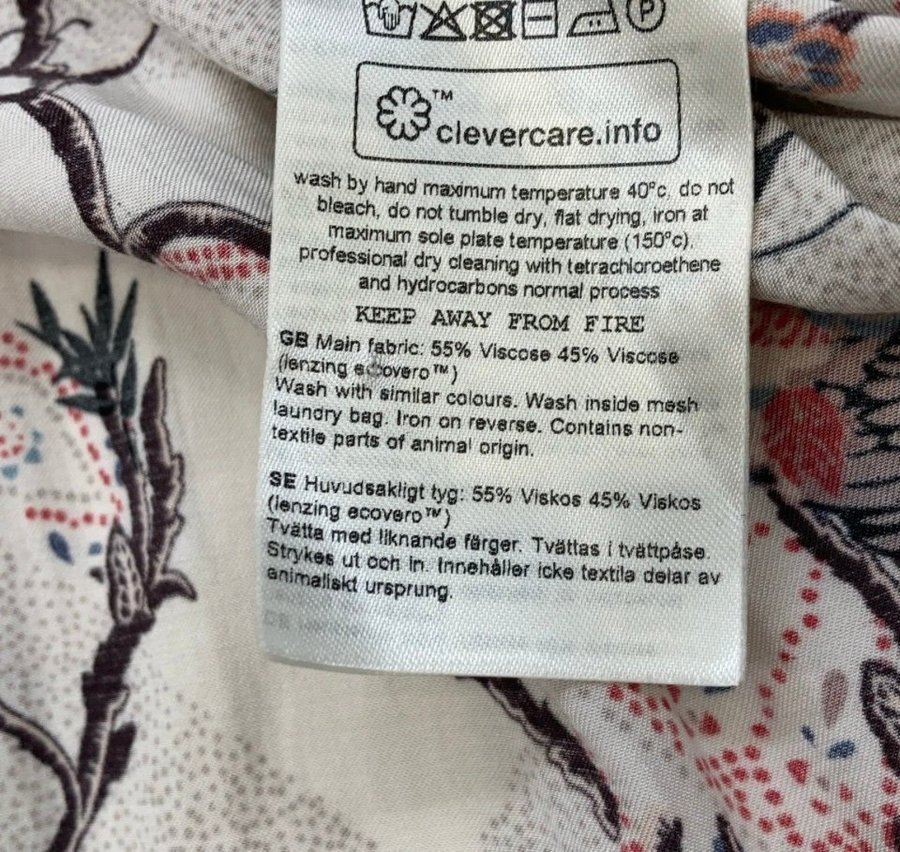 P
clevercare.info™
wash by hand maximum temperature 40°c, do not
bleach, do not tumble dry, flat drying, iron at
maximum sole plate temperature (150°c),
professional dry cleaning with tetrachloroethene
and hydrocarbons normal process
KEEP AWAY FROM FIRE
GB Main fabric: 55% Viscose 45% Viscose
(lenzing ecovero™)
Wash with similar colours. Wash inside mesh
laundry bag. Iron on reverse. Contains non-
textile parts of animal origin.
SE Huvudsakligt tyg: 55% Viskos 45% Viskos
(lenzing ecovero™)
Tvätta med liknande färger. Tvättas i tvättpåse.
Strykes ut och in. Innehåller icke textila delar av
animaliskt ursprung.